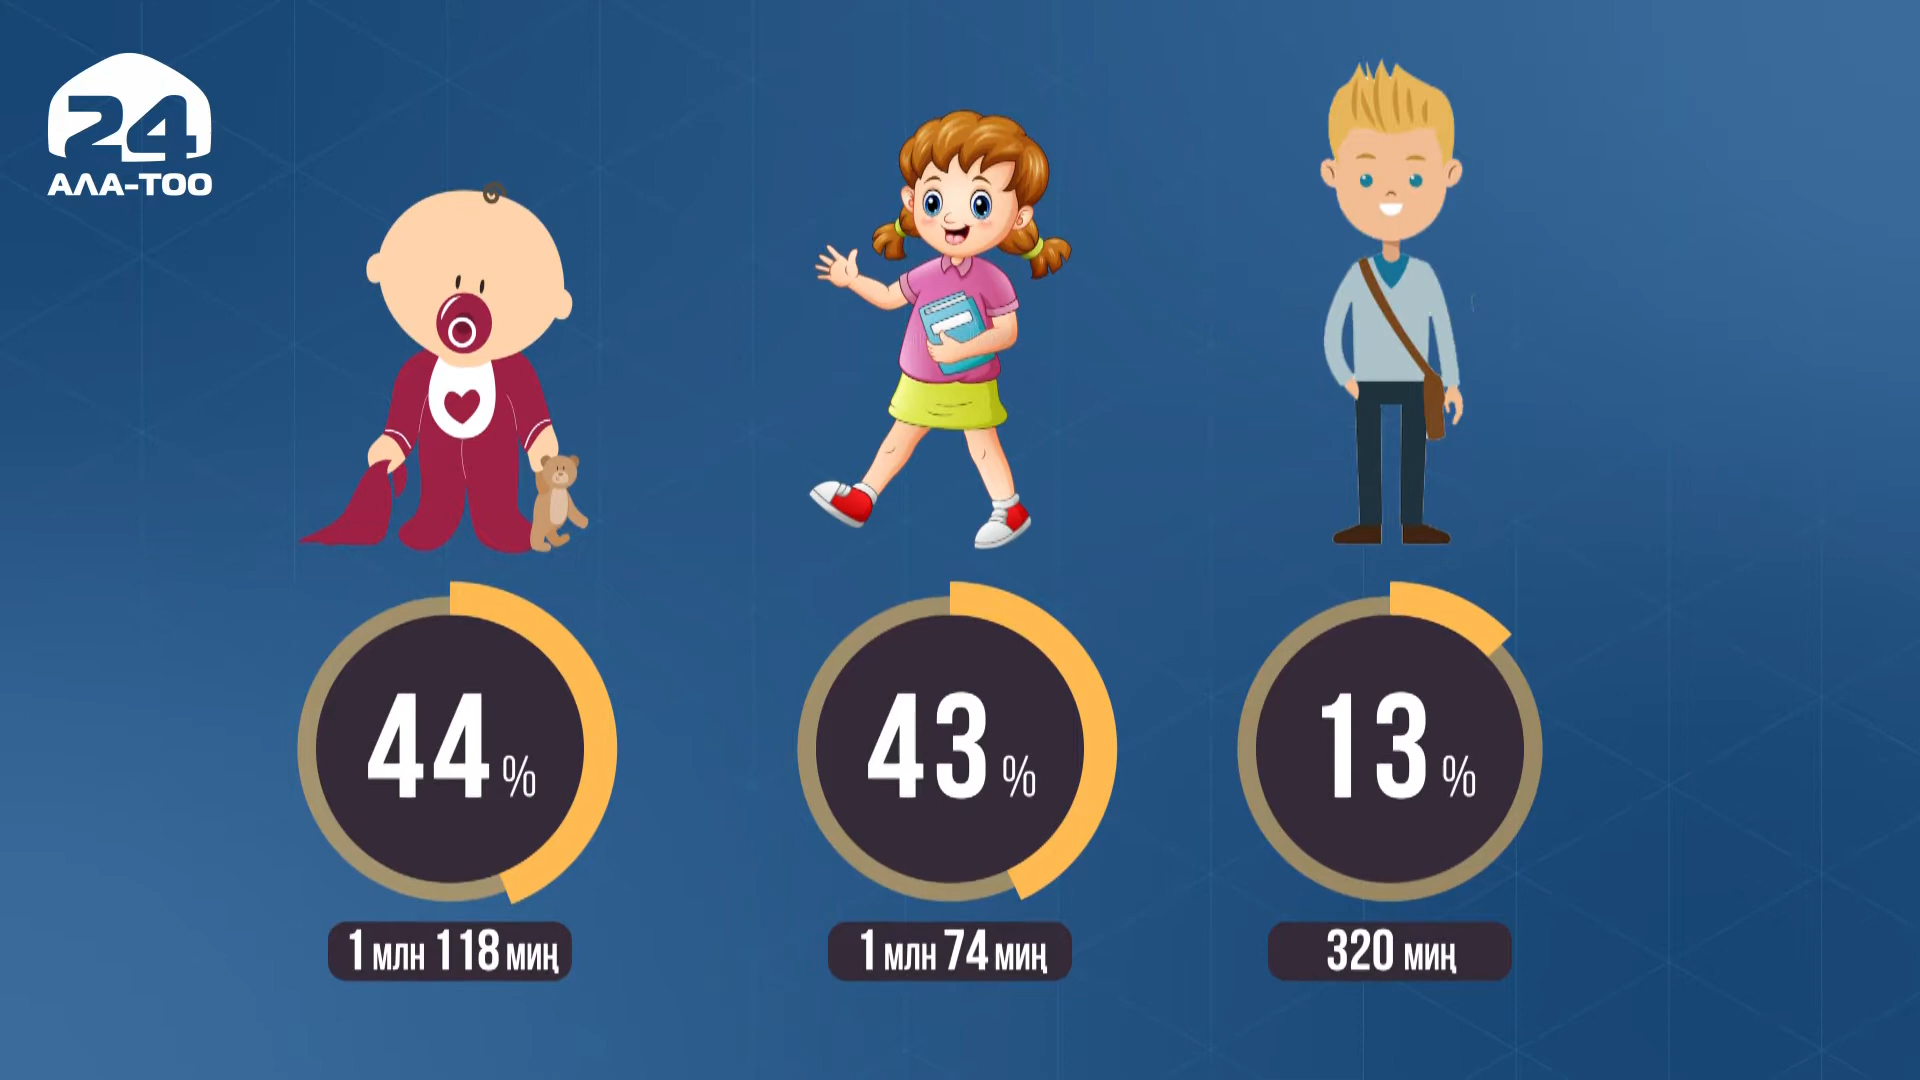 24
АЛА-ТОО
44 %
43 %
13 %
1 млн 118 миң
1 млн 74 миң
320 миң